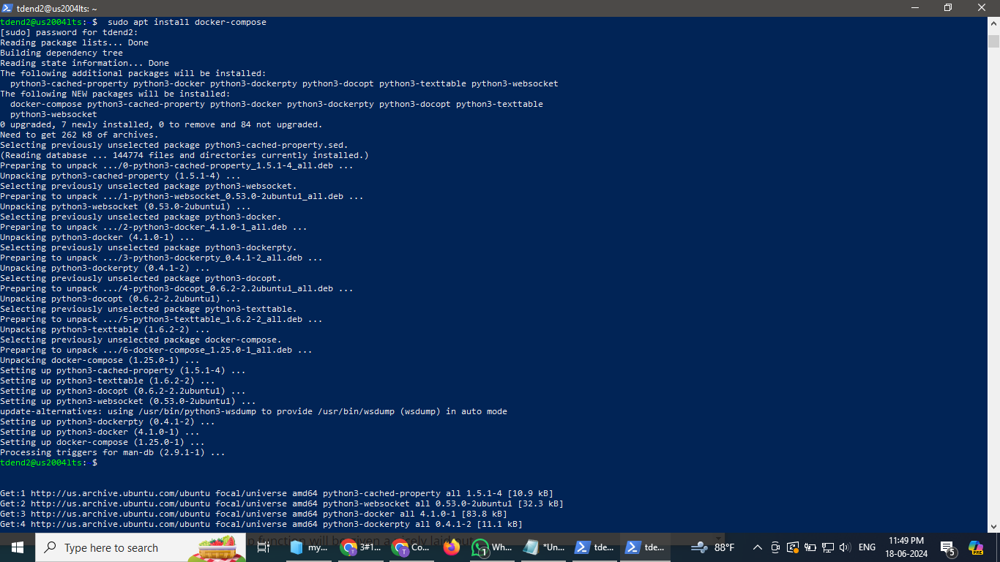 tdend2@us2004lts: ~
tdend2@us2004lts:~$  sudo apt install docker-compose
[sudo] password for tdend2:
Reading package lists... Done
Building dependency tree
Reading state information... Done
The following additional packages will be installed:
  python3-cached-property python3-docker python3-dockerpty python3-docopt python3-texttable python3-websocket
The following NEW packages will be installed:
  docker-compose python3-cached-property python3-docker python3-dockerpty python3-docopt python3-texttable
  python3-websocket
0 upgraded, 7 newly installed, 0 to remove and 84 not upgraded.
Need to get 262 kB of archives.
Selecting previously unselected package python3-cached-property.sed.
(Reading database ... 144774 files and directories currently installed.)
Preparing to unpack .../0-python3-cached-property_1.5.1-4_all.deb ...
Unpacking python3-cached-property (1.5.1-4) ...
Selecting previously unselected package python3-websocket.
Preparing to unpack .../1-python3-websocket_0.53.0-2ubuntu1_all.deb ...
Unpacking python3-websocket (0.53.0-2ubuntu1) ...
Selecting previously unselected package python3-docker.
Preparing to unpack .../2-python3-docker_4.1.0-1_all.deb ...
Unpacking python3-docker (4.1.0-1) ...
Selecting previously unselected package python3-dockerpty.
Preparing to unpack .../3-python3-dockerpty_0.4.1-2_all.deb ...
Unpacking python3-dockerpty (0.4.1-2) ...
Selecting previously unselected package python3-docopt.
Preparing to unpack .../4-python3-docopt_0.6.2-2.2ubuntu1_all.deb ...
Unpacking python3-docopt (0.6.2-2.2ubuntu1) ...
Selecting previously unselected package python3-texttable.
Preparing to unpack .../5-python3-texttable_1.6.2-2_all.deb ...
Unpacking python3-texttable (1.6.2-2) ...
Selecting previously unselected package docker-compose.
Preparing to unpack .../6-docker-compose_1.25.0-1_all.deb ...
Unpacking docker-compose (1.25.0-1) ...
Setting up python3-cached-property (1.5.1-4) ...
Setting up python3-texttable (1.6.2-2) ...
Setting up python3-docopt (0.6.2-2.2ubuntu1) ...
Setting up python3-websocket (0.53.0-2ubuntu1) ...
update-alternatives: using /usr/bin/python3-wsdump to provide /usr/bin/wsdump (wsdump) in auto mode
Setting up python3-dockerpty (0.4.1-2) ...
Setting up python3-docker (4.1.0-1) ...
Setting up docker-compose (1.25.0-1) ...
Processing triggers for man-db (2.9.1-1) ...
tdend2@us2004lts:~$
Get:1 http://us.archive.ubuntu.com/ubuntu focal/universe amd64 python3-cached-property all 1.5.1-4 [10.9 kB]
Get:2 http://us.archive.ubuntu.com/ubuntu focal/universe amd64 python3-websocket all 0.53.0-2ubuntu1 [32.3 kB]
Get:3 http://us.archive.ubuntu.com/ubuntu focal/universe amd64 python3-docker all 4.1.0-1 [83.8 kB]
Get:4 http://us.archive.ubuntu.com/ubuntu focal/universe amd64 python3-dockerpty all 0.4.1-2 [11.1 kB]
Type here to search my... 3#1... Co... Wh... 1 *Un... tde... tde... 88°F ENG 11:49 PM 5 PRE
18-06-2024